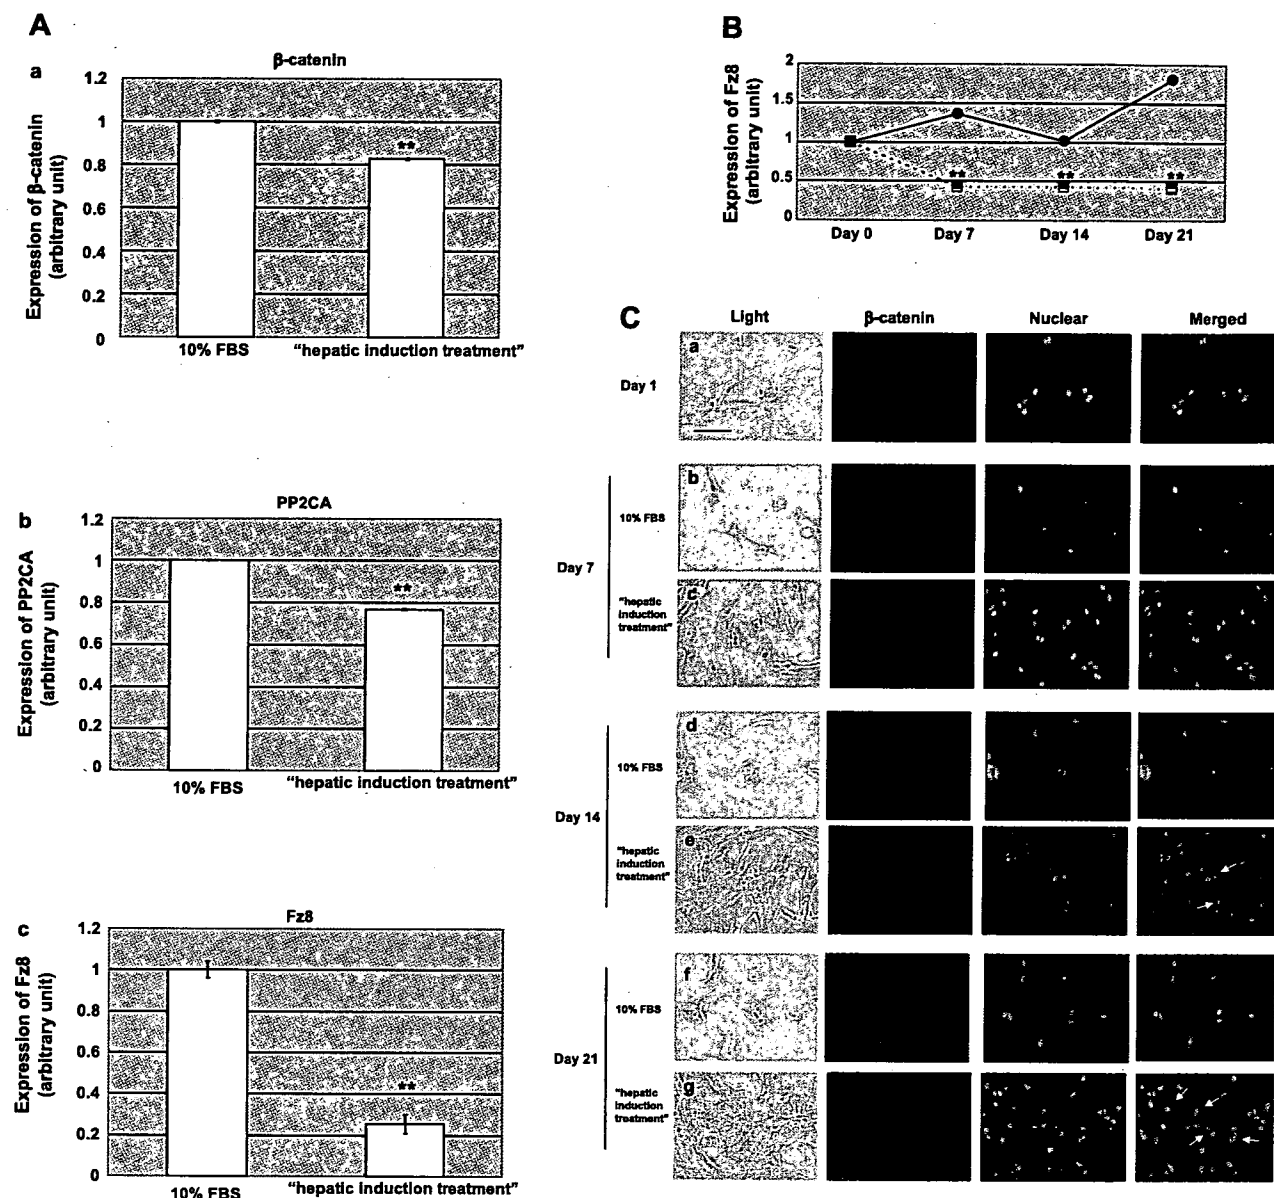 A
a
β-catenin
Expression of β-catenin
(arbitrary unit)
1.2
1
0.8
0.6
0.4
0.2
0
**
10% FBS
"hepatic induction treatment"
b
PP2CA
Expression of PP2CA
(arbitrary unit)
1.2
1
0.8
0.6
0.4
0.2
0
**
10% FBS
"hepatic induction treatment"
c
Fz8
Expression of Fz8
(arbitrary unit)
1.2
1
0.8
0.6
0.4
0.2
0
**
10% FBS
"hepatic induction treatment"
B
Expression of Fz8
(arbitrary unit)
2
1.5
1
0.5
0
** ** **
Day 0 Day 7 Day 14 Day 21
C
Light β-catenin Nuclear Merged
Day 1
a
Day 7
10% FBS
b
"hepatic
induction
treatment"
c
Day 14
10% FBS
d
"hepatic
induction
treatment"
e
Day 21
10% FBS
f
"hepatic
induction
treatment"
g